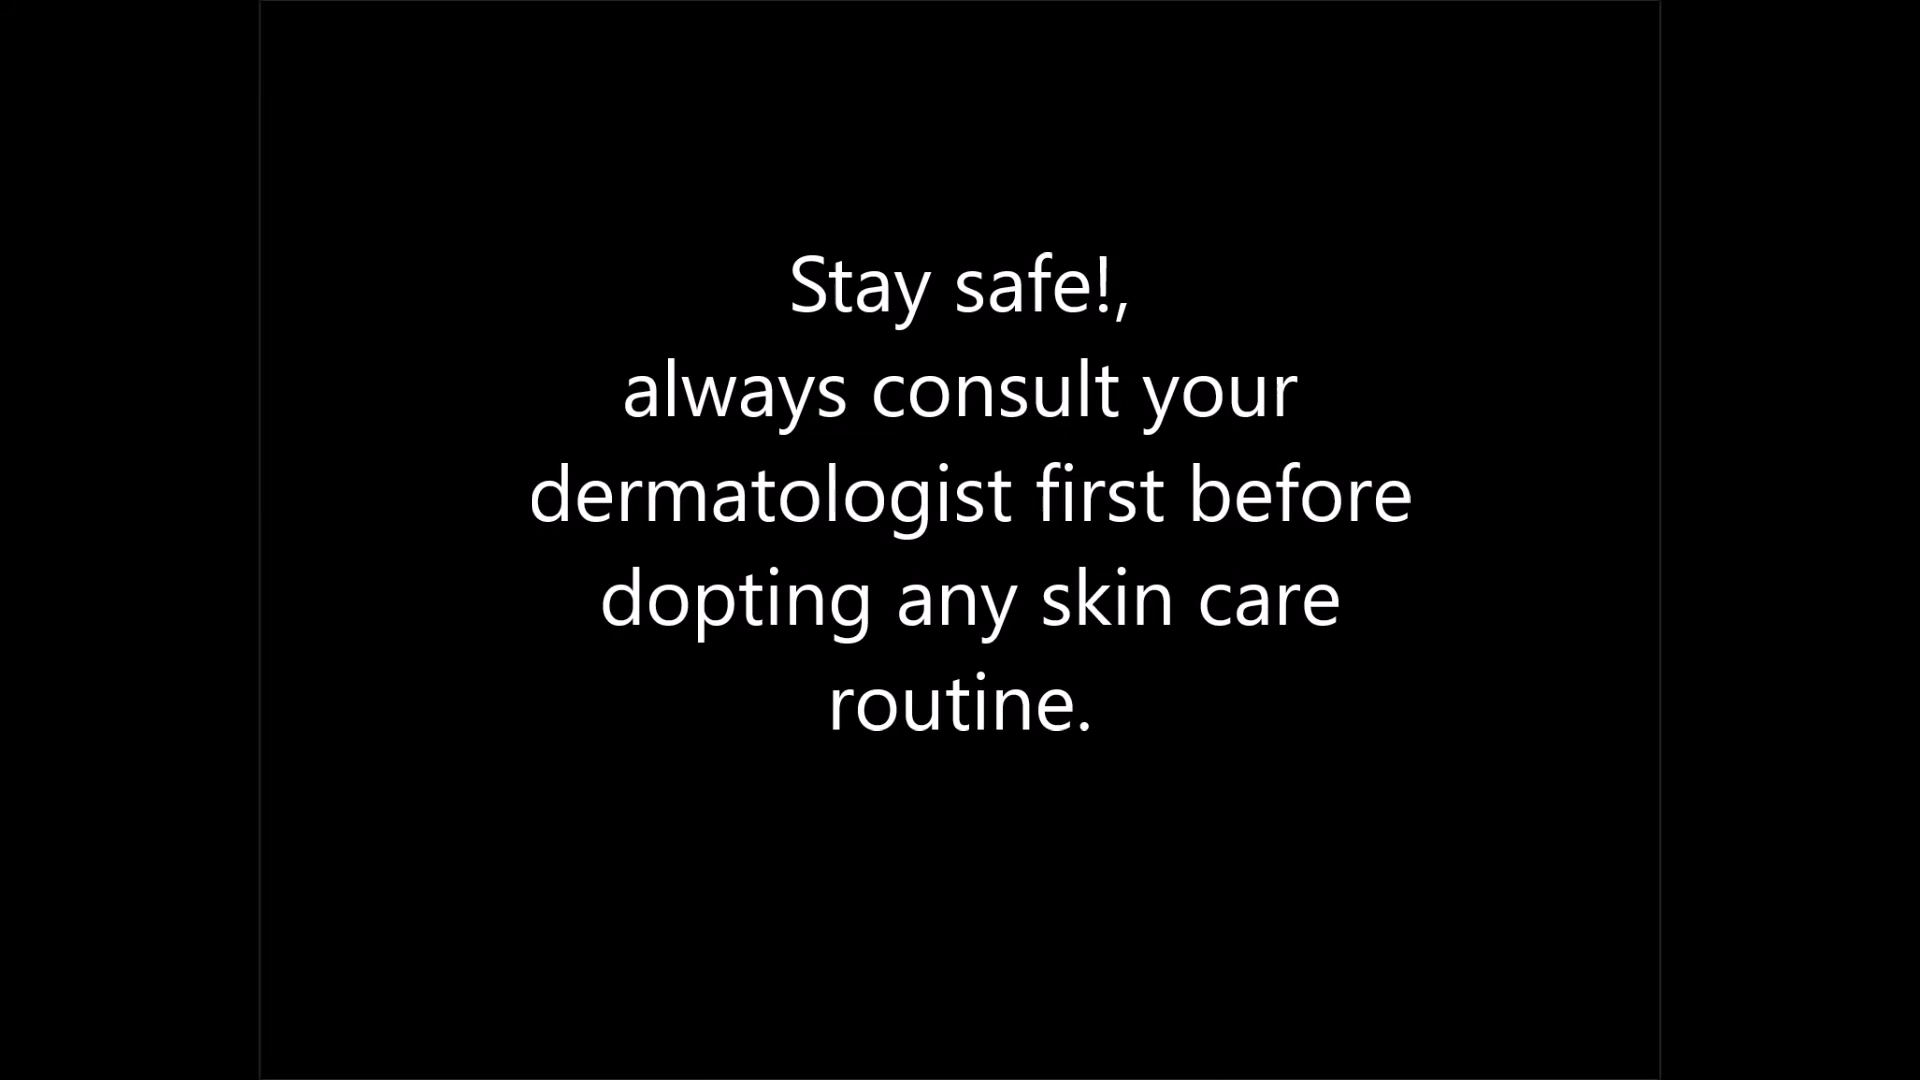 Stay safe!,
always consult your
dermatologist first before
dopting any skin care
routine.